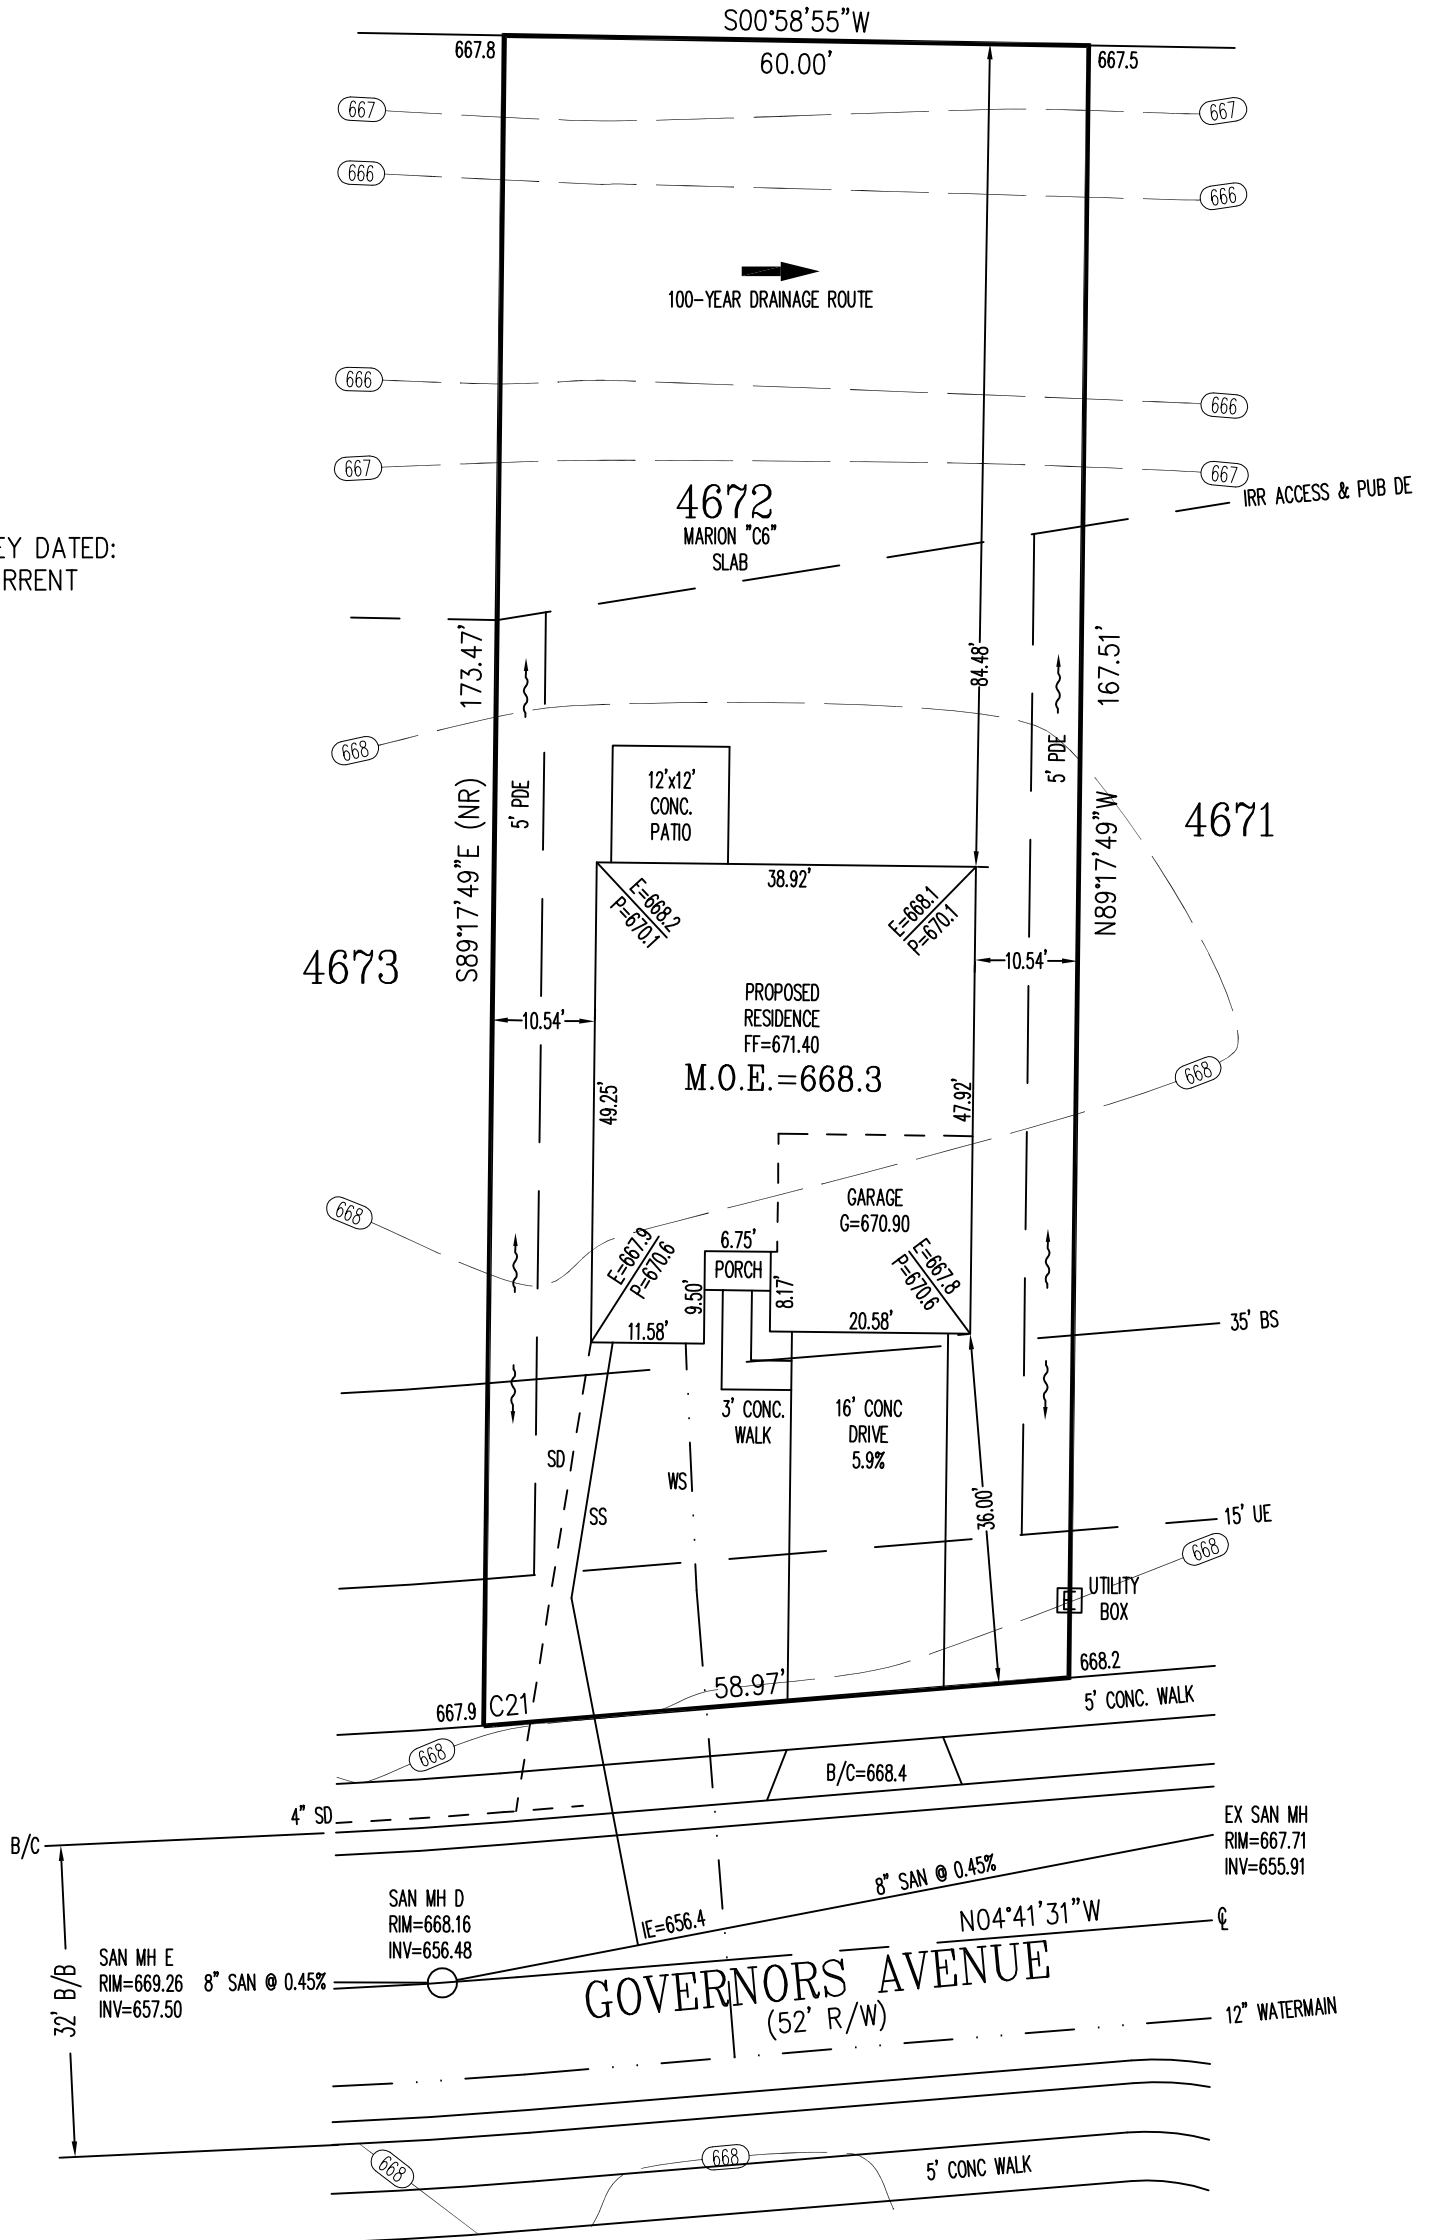 S00°58'55"W
667.8
60.00'
667.5
667
667
666
666
100-YEAR DRAINAGE ROUTE
666
666
667
667
4672
MARION "C6"
SLAB
IRR ACCESS & PUB DE
EY DATED:
RRENT
173.47'
84.48'
167.51'
668
5' PDE
12'x12'
CONC.
PATIO
5' PDE
S89°17'49"E (NR)
N89°17'49"W
4671
38.92'
E=668.2
P=670.1
E=668.1
P=670.1
4673
10.54'
10.54'
PROPOSED
RESIDENCE
FF=671.40
M.O.E.=668.3
49.25'
47.92'
668
668
GARAGE
G=670.90
6.75'
PORCH
E=667.9
P=670.6
E=667.8
P=670.6
9.50'
8.17'
11.58'
20.58'
35' BS
3' CONC.
WALK
16' CONC
DRIVE
5.9%
SD
WS
SS
36.00'
15' UE
668
E
UTILITY
BOX
668.2
58.97'
667.9
C21
5' CONC. WALK
668
B/C=668.4
4" SD
B/C
EX SAN MH
RIM=667.71
INV=655.91
8" SAN @ 0.45%
SAN MH D
RIM=668.16
INV=656.48
IE=656.4
N04°41'31"W
℄
SAN MH E
RIM=669.26
INV=657.50
8" SAN @ 0.45%
32' B/B
GOVERNORS AVENUE
(52' R/W)
12" WATERMAIN
668
668
5' CONC WALK